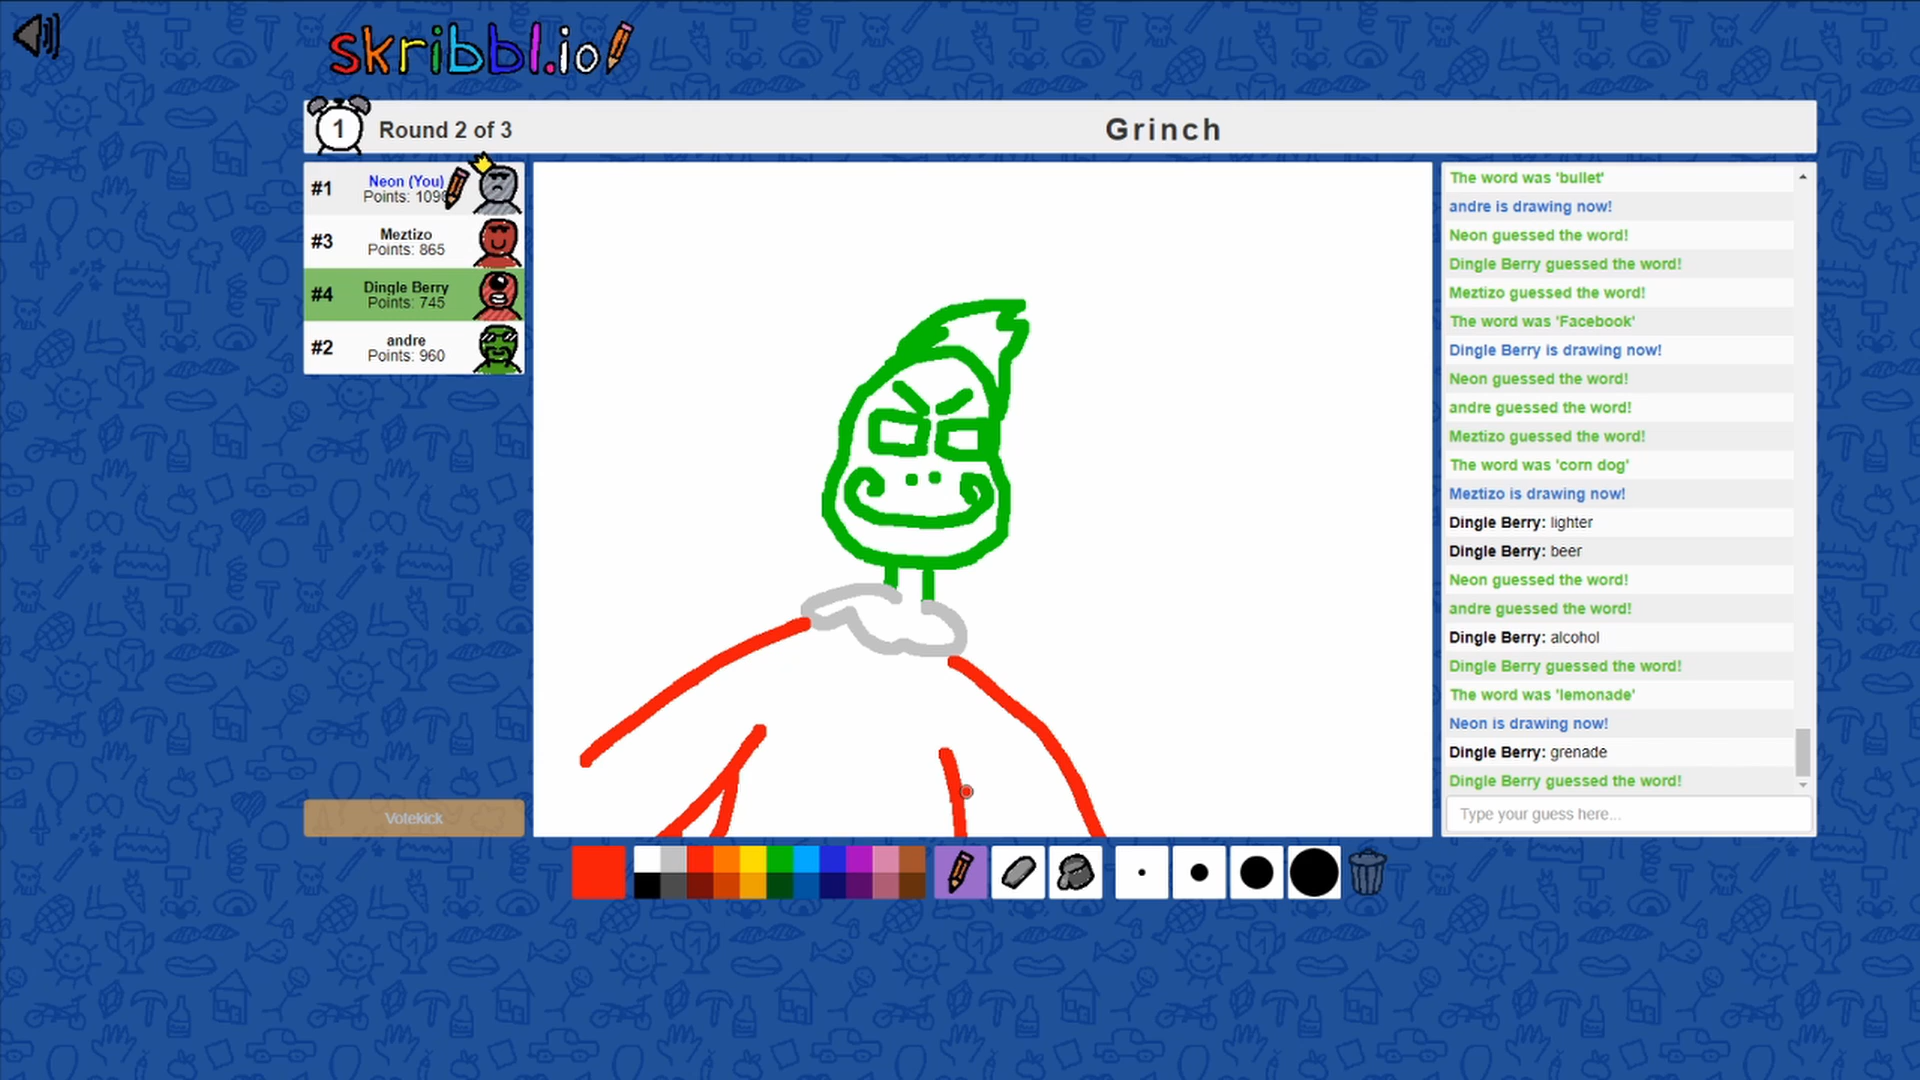 skribbl.io
1
Round 2 of 3
Grinch
#1
Neon (You)
Points: 1090
#3
Meztizo
Points: 865
#4
Dingle Berry
Points: 745
#2
andre
Points: 960
Votekick
The word was 'bullet'
andre is drawing now!
Neon guessed the word!
Dingle Berry guessed the word!
Meztizo guessed the word!
The word was 'Facebook'
Dingle Berry is drawing now!
Neon guessed the word!
andre guessed the word!
Meztizo guessed the word!
The word was 'corn dog'
Meztizo is drawing now!
Dingle Berry: lighter
Dingle Berry: beer
Neon guessed the word!
andre guessed the word!
Dingle Berry: alcohol
Dingle Berry guessed the word!
The word was 'lemonade'
Neon is drawing now!
Dingle Berry: grenade
Dingle Berry guessed the word!
Type your guess here...